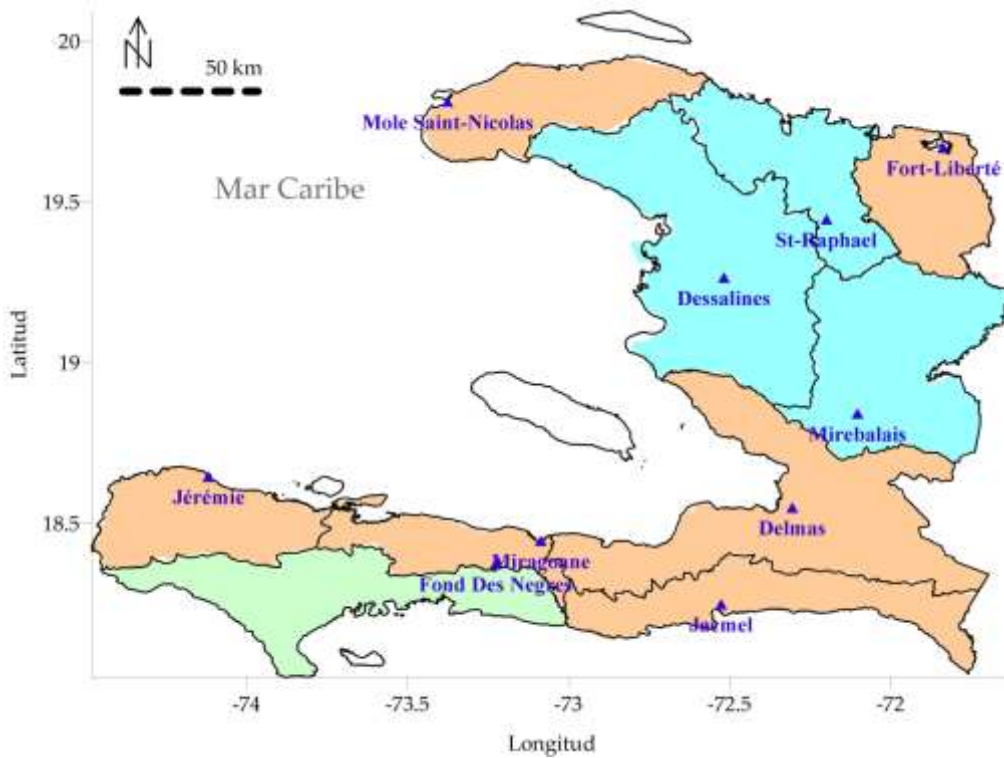 20
N
50 km
Mole Saint-Nicolas
Fort-Liberté
Mar Caribe
19.5
St-Raphael
Dessalines
Latitud
19
Mirebalais
Jérémie
18.5
Delmas
Miragoane
Fond Des Negres
Jacmel
-74
-73.5
-73
-72.5
-72
Longitud